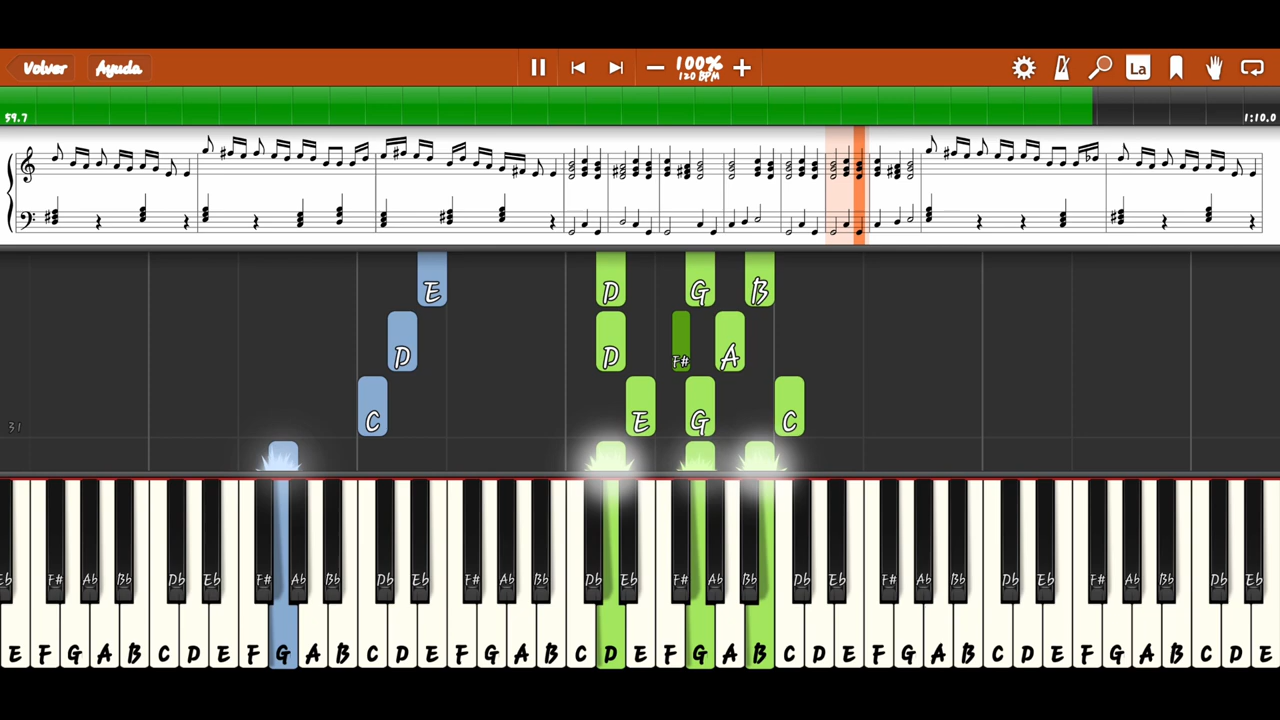 Volver Ayuda 100% La
120 BPM
59.7 1:10.0
E D G B
D D F# A
31 C E G C
Eb F# Ab Bb Db Eb F# Ab Bb Db Eb F# Ab Bb Db Eb F# Ab Bb Db Eb F# Ab Bb Db Eb F# Ab Bb Db Eb
E F G A B C D E F G A B C D E F G A B C D E F G A B C D E F G A B C D E F G A B C D E